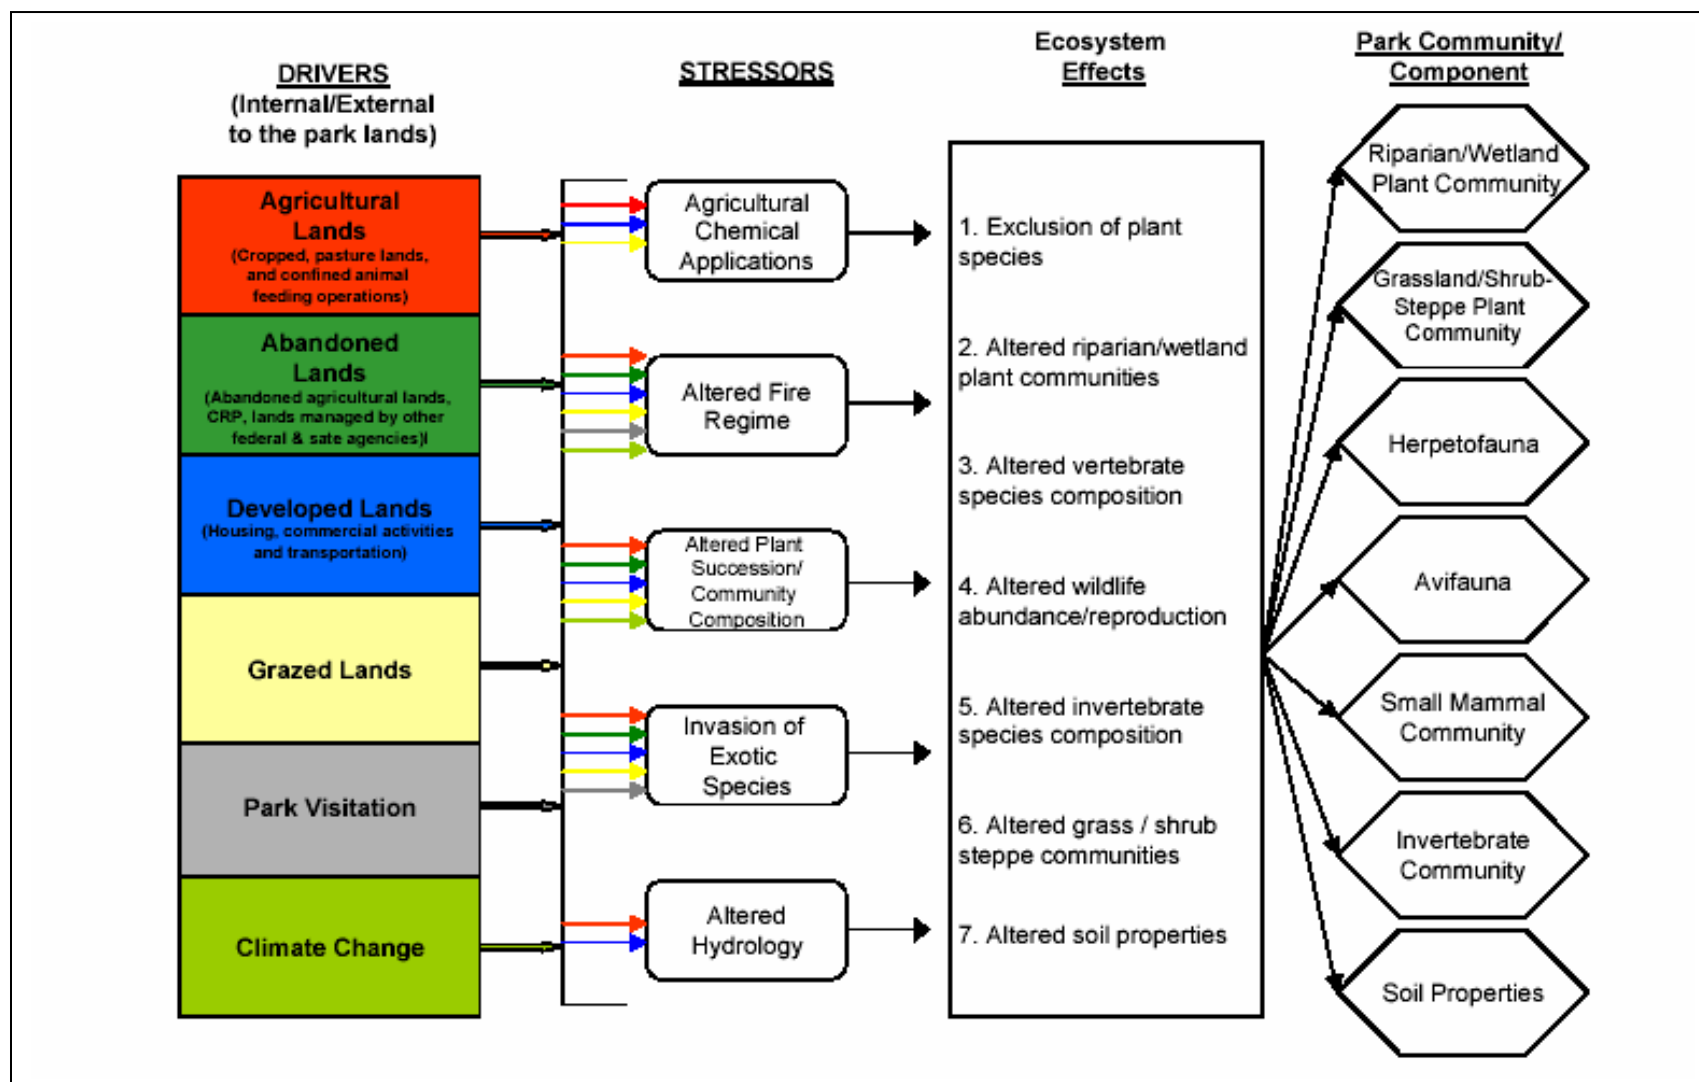 DRIVERS
(Internal/External
to the park lands)
Agricultural
Lands
(Cropped, pasture lands,
and confined animal
feeding operations)
Abandoned
Lands
(Abandoned agricultural lands,
CRP, lands managed by other
federal & sate agencies)l
Developed Lands
(Housing, commercial activities
and transportation)
Grazed Lands
Park Visitation
Climate Change
STRESSORS
Agricultural
Chemical
Applications
Altered Fire
Regime
Altered Plant
Succession/
Community
Composition
Invasion of
Exotic
Species
Altered
Hydrology
Ecosystem
Effects
1. Exclusion of plant
species
2. Altered riparian/wetland
plant communities
3. Altered vertebrate
species composition
4. Altered wildlife
abundance/reproduction
5. Altered invertebrate
species composition
6. Altered grass / shrub
steppe communities
7. Altered soil properties
Park Community/
Component
Riparian/Wetland
Plant Community
Grassland/Shrub-
Steppe Plant
Community
Herpetofauna
Avifauna
Small Mammal
Community
Invertebrate
Community
Soil Properties